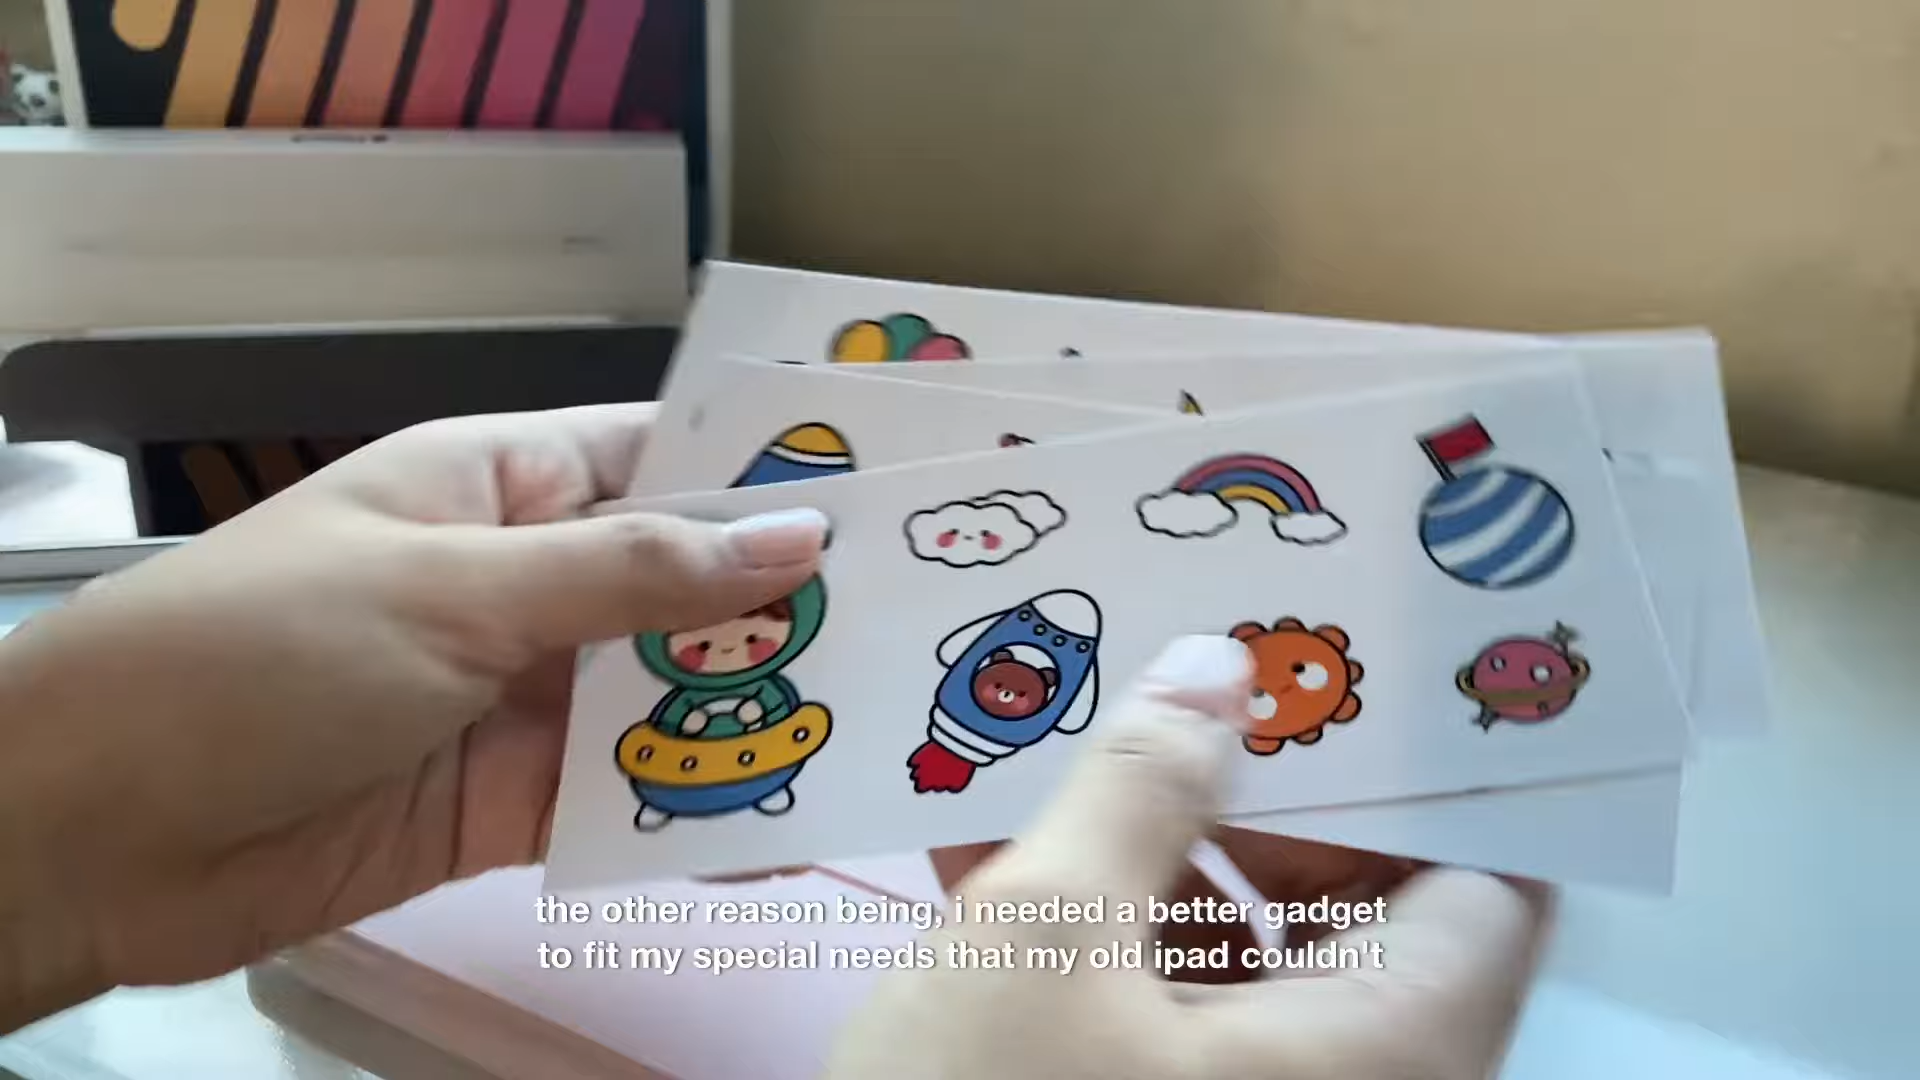 the other reason being, i needed a better gadget
to fit my special needs that my old ipad couldn't